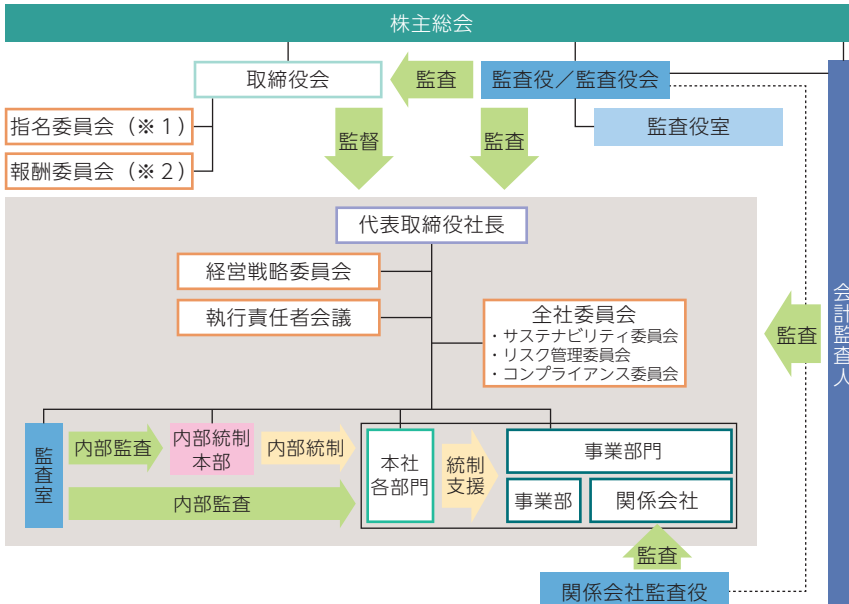 株主総会
取締役会
監査
監査役／監査役会
指名委員会（※１）
報酬委員会（※２）
監督
監査
監査役室
代表取締役社長
経営戦略委員会
執行責任者会議
全社委員会
・サステナビリティ委員会
・リスク管理委員会
・コンプライアンス委員会
監査
会計監査人
監査室
内部監査
内部統制
本部
内部統制
内部監査
本社
各部門
統制
支援
事業部門
事業部
関係会社
監査
関係会社監査役